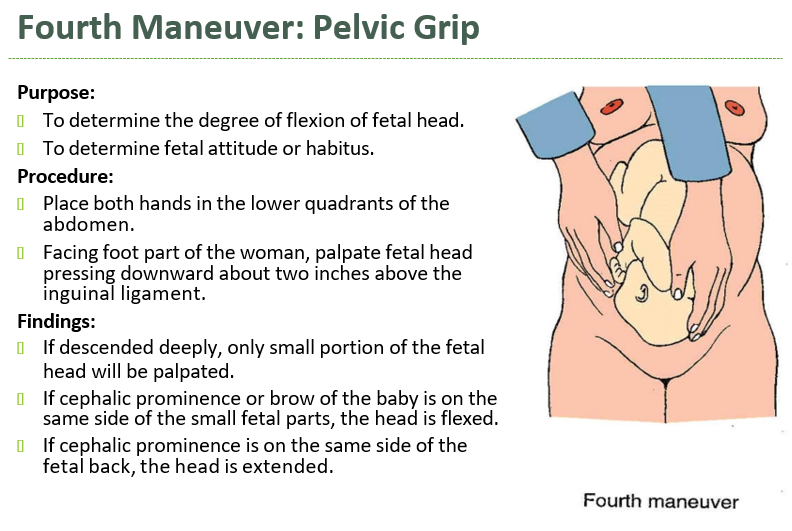 Fourth Maneuver: Pelvic Grip
Purpose:
To determine the degree of flexion of fetal head.
To determine fetal attitude or habitus.
Procedure:
Place both hands in the lower quadrants of the
abdomen.
Facing foot part of the woman, palpate fetal head
pressing downward about two inches above the
inguinal ligament.
Findings:
If descended deeply, only small portion of the fetal
head will be palpated.
If cephalic prominence or brow of the baby is on the
same side of the small fetal parts, the head is flexed.
If cephalic prominence is on the same side of the
fetal back, the head is extended.
Fourth maneuver